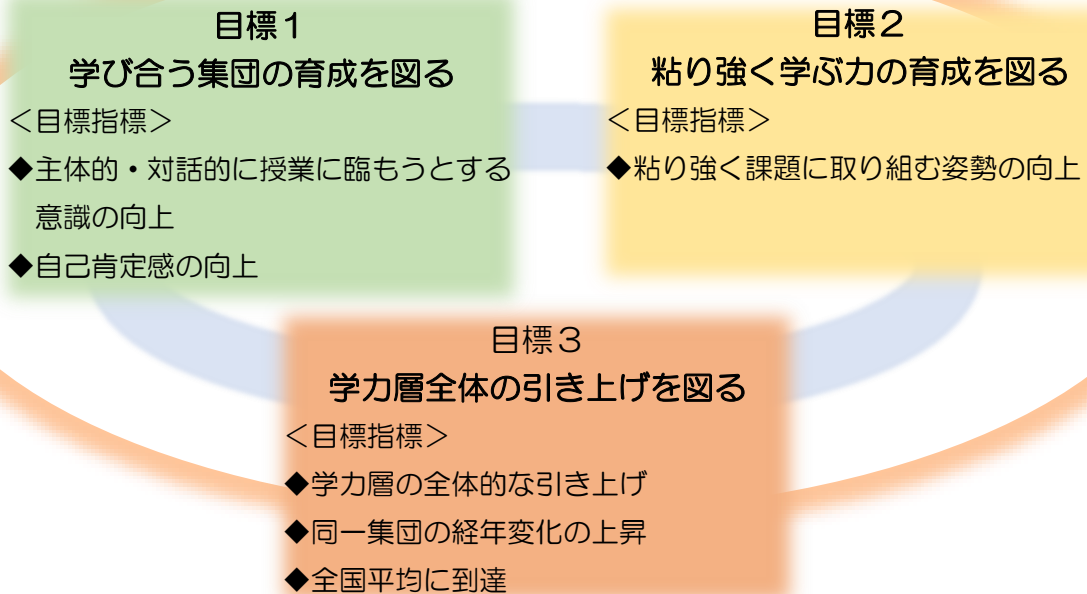 目標１
学び合う集団の育成を図る
＜目標指標＞
◆主体的・対話的に授業に臨もうとする
意識の向上
◆自己肯定感の向上
目標２
粘り強く学ぶ力の育成を図る
＜目標指標＞
◆粘り強く課題に取り組む姿勢の向上
目標３
学力層全体の引き上げを図る
＜目標指標＞
◆学力層の全体的な引き上げ
◆同一集団の経年変化の上昇
◆全国平均に到達